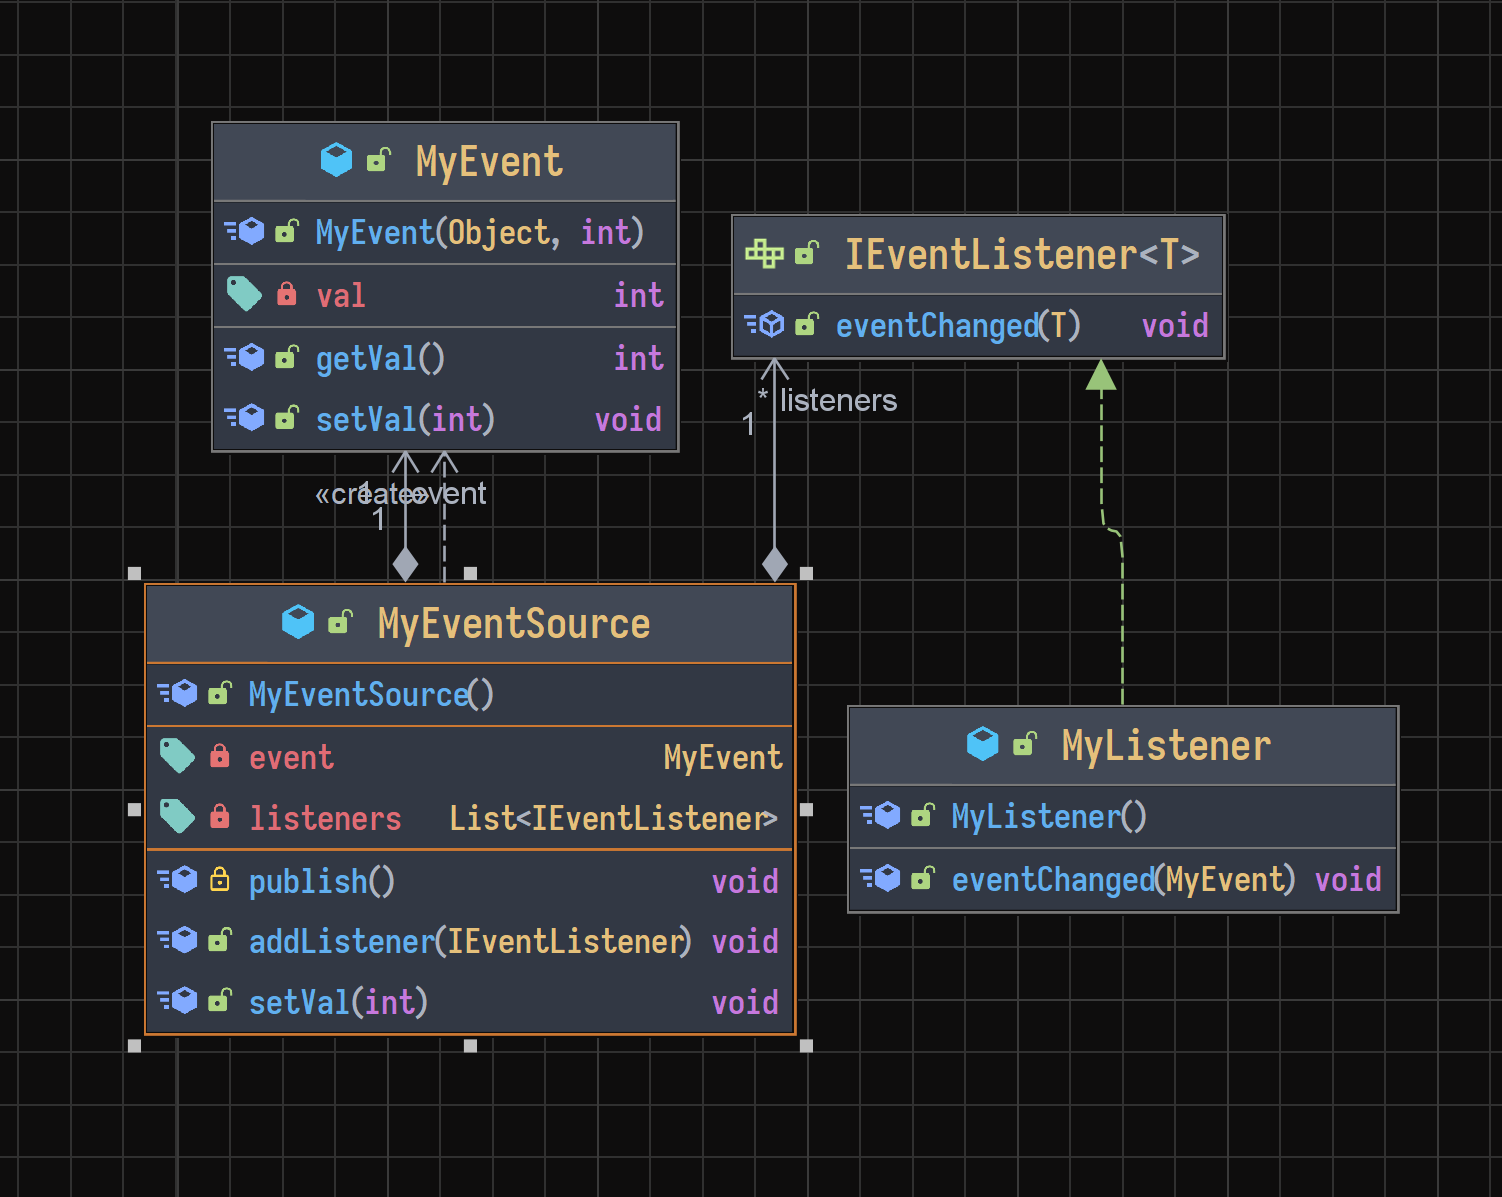 MyEvent
MyEvent(Object, int)
val int
getVal() int
setVal(int) void
IEventListener<T>
eventChanged(T) void
* listeners
1
«create»
1
event
1
MyEventSource
MyEventSource()
event MyEvent
listeners List<IEventListener>
publish() void
addListener(IEventListener) void
setVal(int) void
MyListener
MyListener()
eventChanged(MyEvent) void